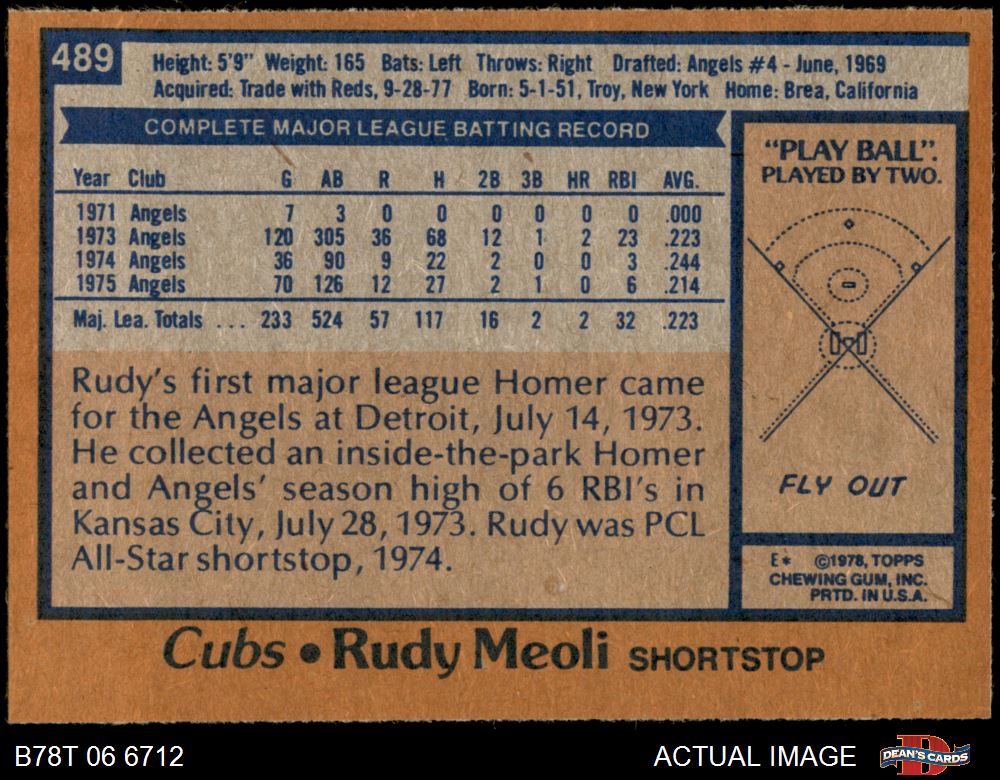 489
Height: 5'9" Weight: 165 Bats: Left Throws: Right Drafted: Angels #4 - June, 1969
Acquired: Trade with Reds, 9-28-77 Born: 5-1-51, Troy, New York Home: Brea, California
COMPLETE MAJOR LEAGUE BATTING RECORD
Year Club G AB R H 2B 3B HR RBI AVG.
1971 Angels 7 3 0 0 0 0 0 0 .000
1973 Angels 120 305 36 68 12 1 2 23 .223
1974 Angels 36 90 9 22 2 0 0 3 .244
1975 Angels 70 126 12 27 2 1 0 6 .214
Maj. Lea. Totals ... 233 524 57 117 16 2 2 32 .223
Rudy's first major league Homer came
for the Angels at Detroit, July 14, 1973.
He collected an inside-the-park Homer
and Angels' season high of 6 RBI's in
Kansas City, July 28, 1973. Rudy was PCL
All-Star shortstop, 1974.
"PLAY BALL".
PLAYED BY TWO.
FLY OUT
E* ©1978, TOPPS
CHEWING GUM, INC.
PRTD. IN U.S.A.
Cubs • Rudy Meoli SHORTSTOP
B78T 06 6712
ACTUAL IMAGE
DEAN'S CARDS